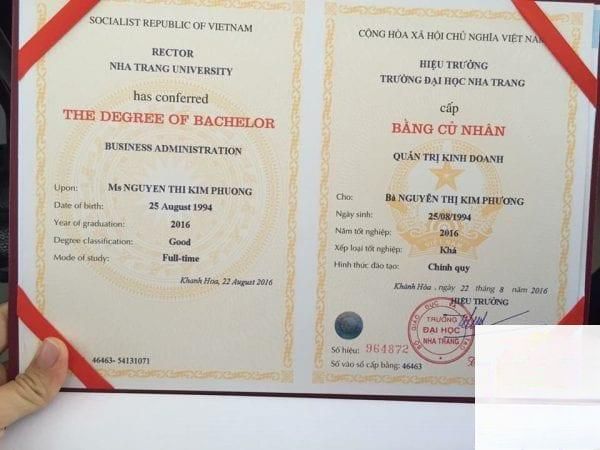 SOCIALIST REPUBLIC OF VIETNAM
RECTOR
NHA TRANG UNIVERSITY
has conferred
THE DEGREE OF BACHELOR
BUSINESS ADMINISTRATION
Upon: Ms NGUYEN THI KIM PHUONG
Date of birth: 25 August 1994
Year of graduation: 2016
Degree classification: Good
Mode of study: Full-time
Khanh Hoa, 22 August 2016
46463- 54131071
CỘNG HÒA XÃ HỘI CHỦ NGHĨA VIỆT NAM
HIỆU TRƯỞNG
TRƯỜNG ĐẠI HỌC NHA TRANG
cấp
BẰNG CỬ NHÂN
QUẢN TRỊ KINH DOANH
Cho: Bà NGUYỄN THỊ KIM PHƯƠNG
Ngày sinh: 25/08/1994
Năm tốt nghiệp: 2016
Xếp loại tốt nghiệp: Khá
Hình thức đào tạo: Chính quy
Khánh Hòa, ngày 22 tháng 8 năm 2016
HIỆU TRƯỞNG
BỘ GIÁO DỤC VÀ
TRƯỜNG
ĐẠI HỌC
NHA TRANG
Số hiệu: 964872
Số vào sổ cấp bằng: 46463